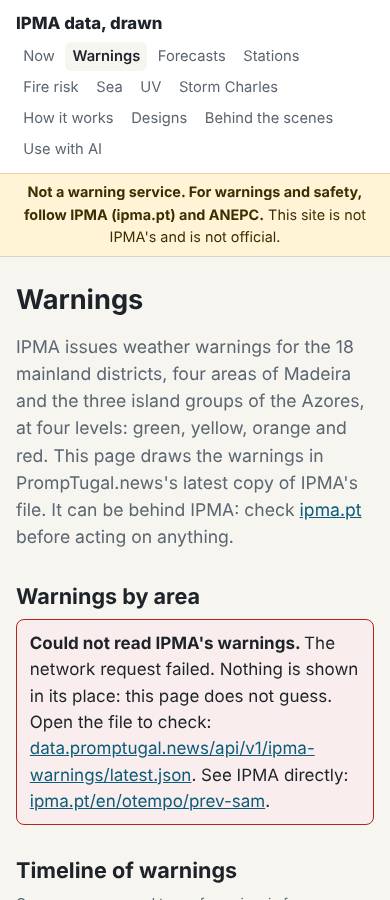 IPMA data, drawn
Now Warnings Forecasts Stations
Fire risk Sea UV Storm Charles
How it works Designs Behind the scenes
Use with AI
Not a warning service. For warnings and safety,
follow IPMA (ipma.pt) and ANEPC. This site is not
IPMA's and is not official.
Warnings
IPMA issues weather warnings for the 18
mainland districts, four areas of Madeira
and the three island groups of the Azores,
at four levels: green, yellow, orange and
red. This page draws the warnings in
PrompTugal.news's latest copy of IPMA's
file. It can be behind IPMA: check ipma.pt
before acting on anything.
Warnings by area
Could not read IPMA's warnings. The
network request failed. Nothing is shown
in its place: this page does not guess.
Open the file to check:
data.promptugal.news/api/v1/ipma-
warnings/latest.json. See IPMA directly:
ipma.pt/en/otempo/prev-sam.
Timeline of warnings